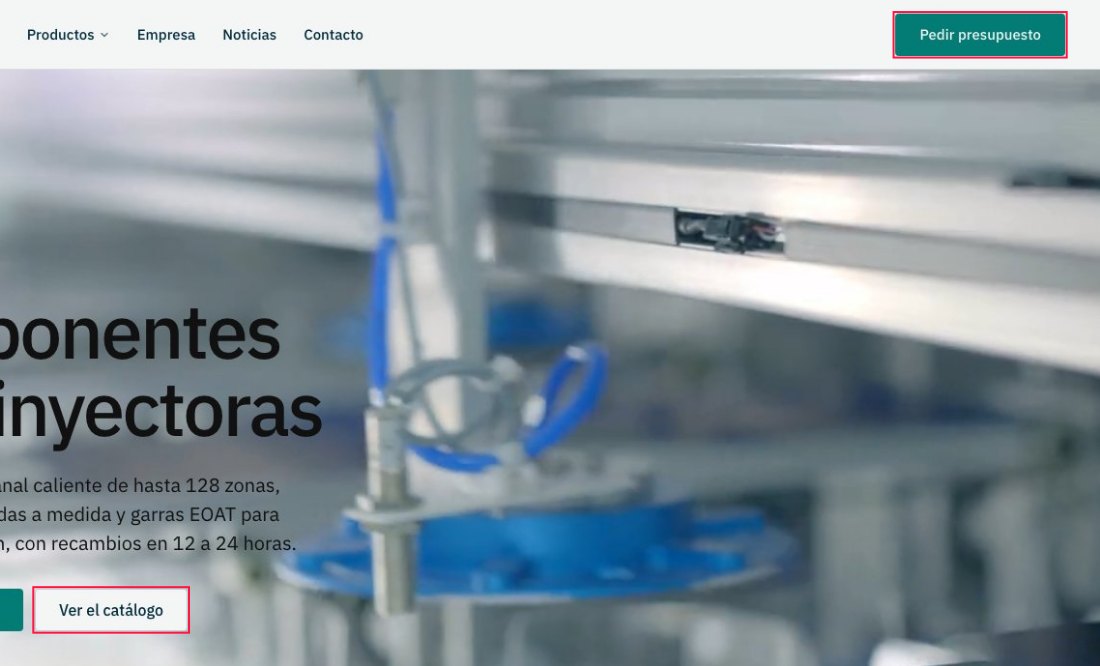 Productos
Empresa
Noticias
Contacto
Pedir presupuesto
ponentes
inyectoras
canal caliente de hasta 128 zonas,
das a medida y garras EOAT para
n, con recambios en 12 a 24 horas.
Ver el catálogo